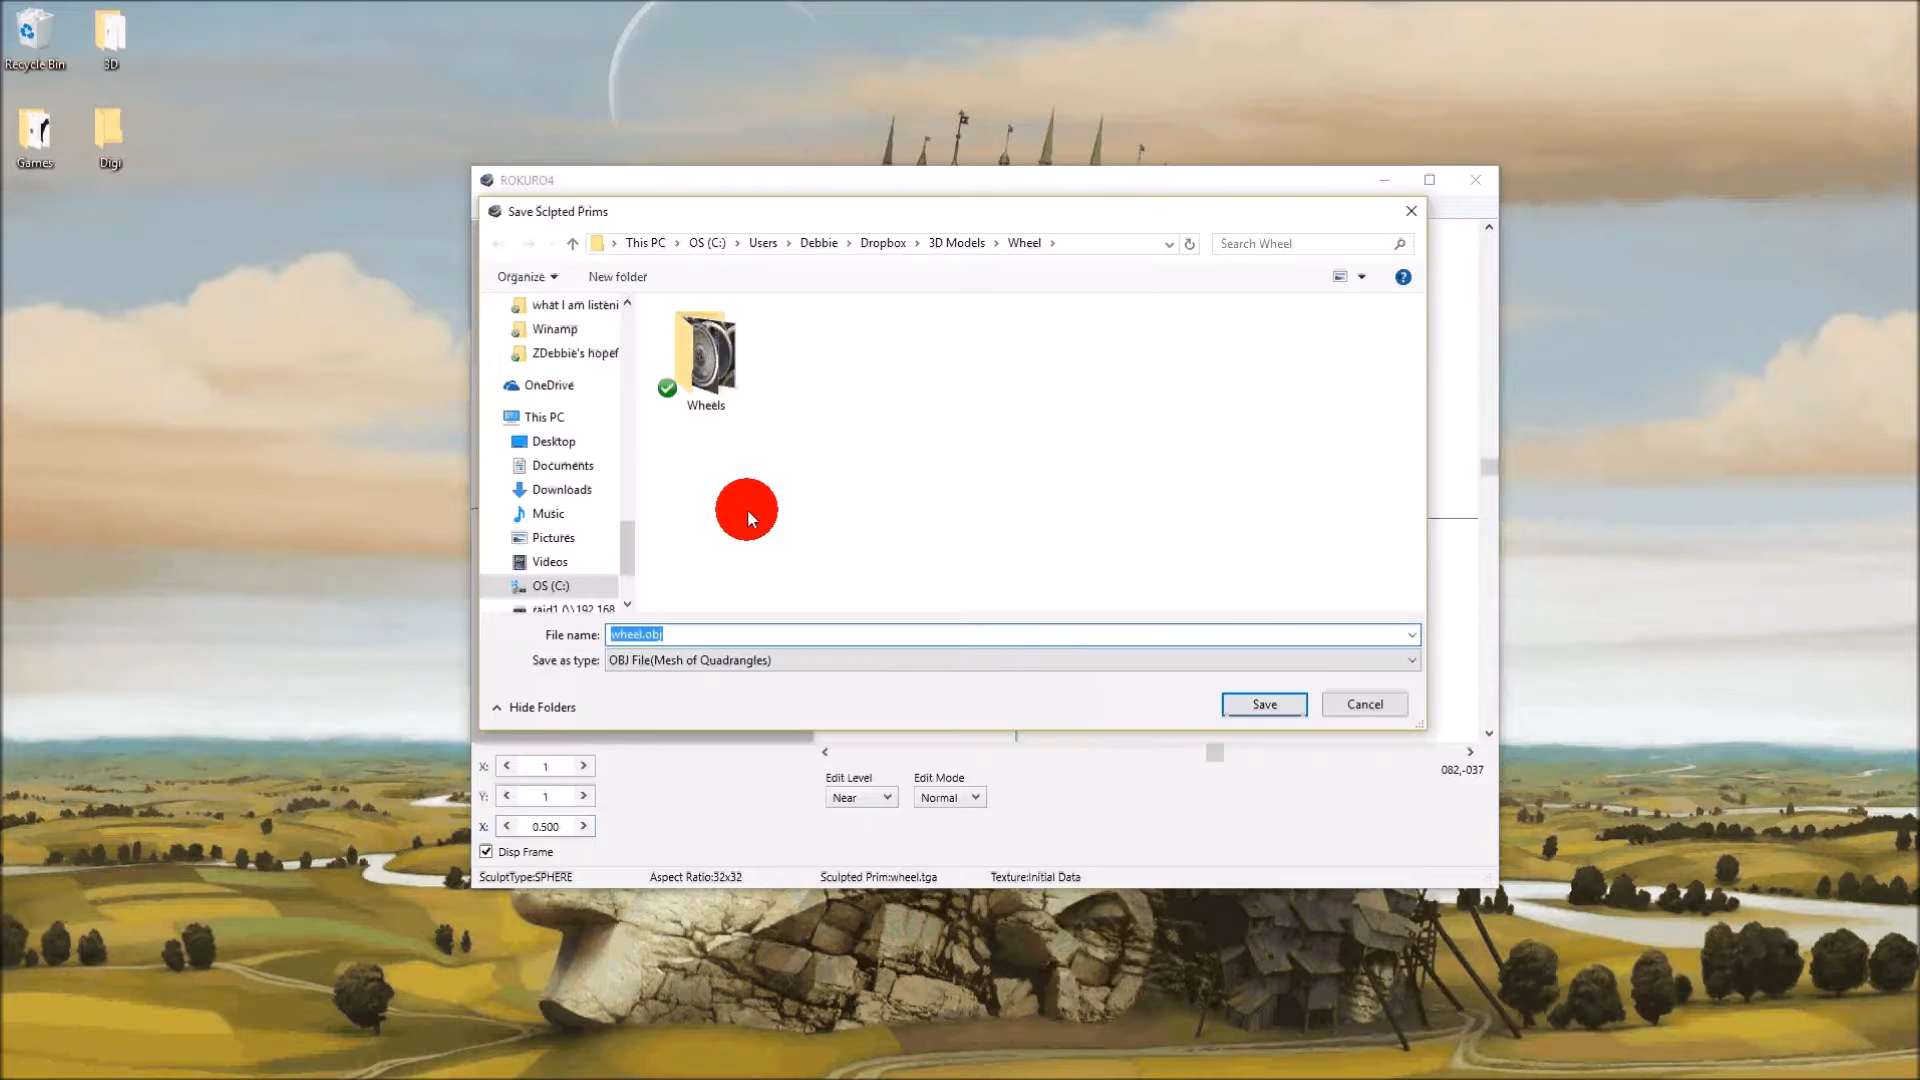 Recycle Bin
3D
Games
Digi
ROKURO4
Save Sclpted Prims
This PC > OS (C:) > Users > Debbie > Dropbox > 3D Models > Wheel >
Search Wheel
Organize
New folder
what I am listeni
Winamp
ZDebbie's hopef
OneDrive
This PC
Desktop
Documents
Downloads
Music
Pictures
Videos
OS (C:)
raid1 (\\192.168
Wheels
File name: wheel.obj
Save as type: OBJ File(Mesh of Quadrangles)
Hide Folders
Save
Cancel
X: < 1 >
Y: < 1 >
X: < 0.500 >
Disp Frame
Edit Level
Edit Mode
Near
Normal
082,-037
SculptType:SPHERE
Aspect Ratio:32x32
Sculpted Prim:wheel.tga
Texture:Initial Data